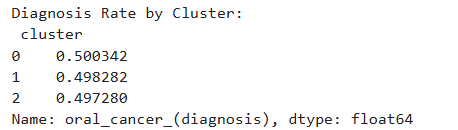 Diagnosis Rate by Cluster:
cluster
0    0.500342
1    0.498282
2    0.497280
Name: oral_cancer_(diagnosis), dtype: float64